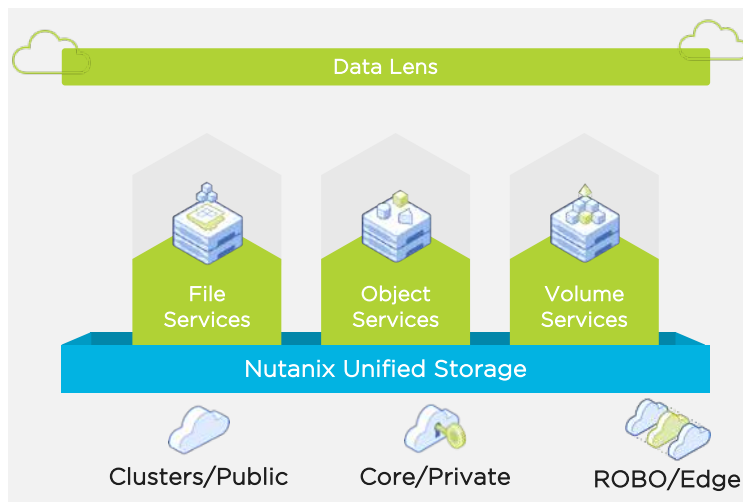 Data Lens
File
Services
Object
Services
Volume
Services
Nutanix Unified Storage
Clusters/Public
Core/Private
ROBO/Edge